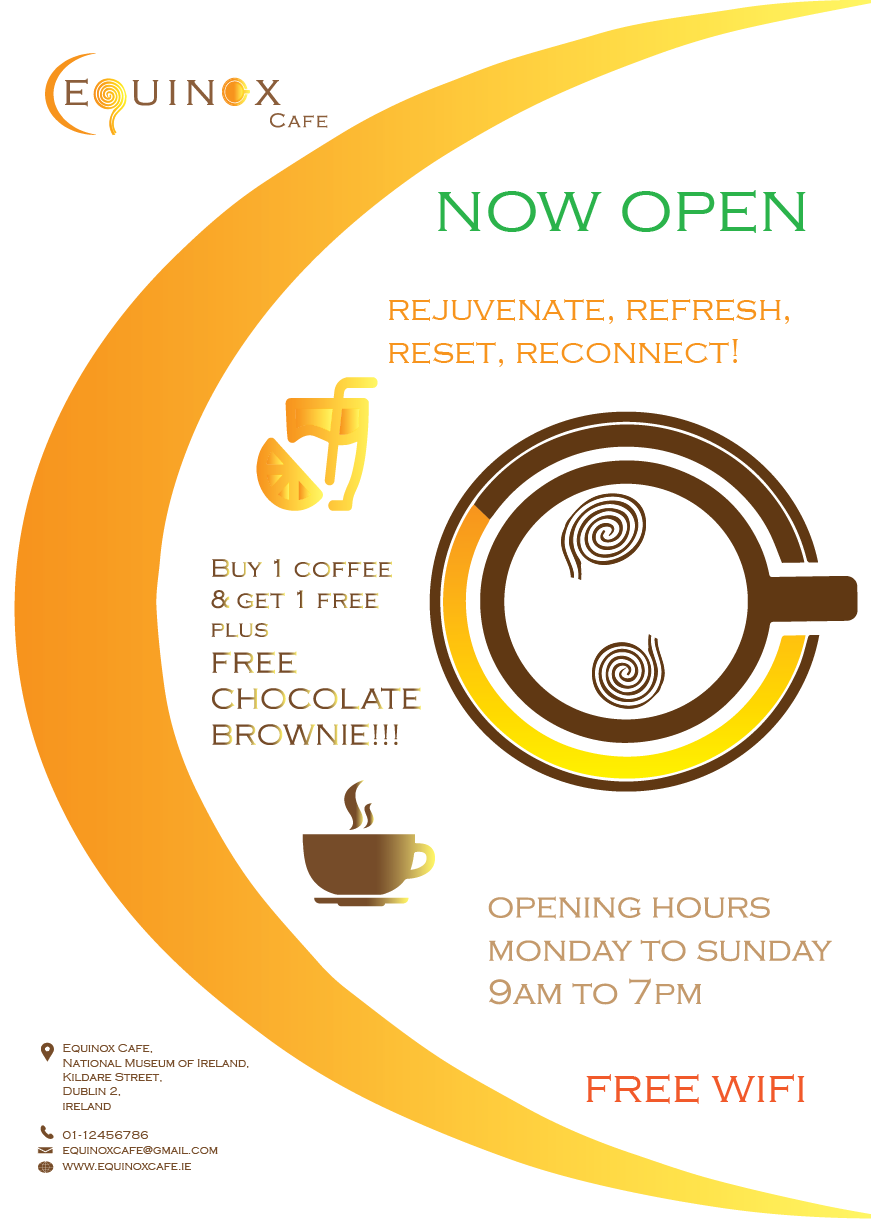 EQUINOX
CAFE
NOW OPEN
REJUVENATE, REFRESH,
RESET, RECONNECT!
BUY 1 COFFEE
& GET 1 FREE
PLUS
FREE
CHOCOLATE
BROWNIE!!!
OPENING HOURS
MONDAY TO SUNDAY
9AM TO 7PM
FREE WIFI
EQUINOX CAFE,
NATIONAL MUSEUM OF IRELAND,
KILDARE STREET,
DUBLIN 2,
IRELAND
01-12456786
EQUINOXCAFE@GMAIL.COM
WWW.EQUINOXCAFE.IE